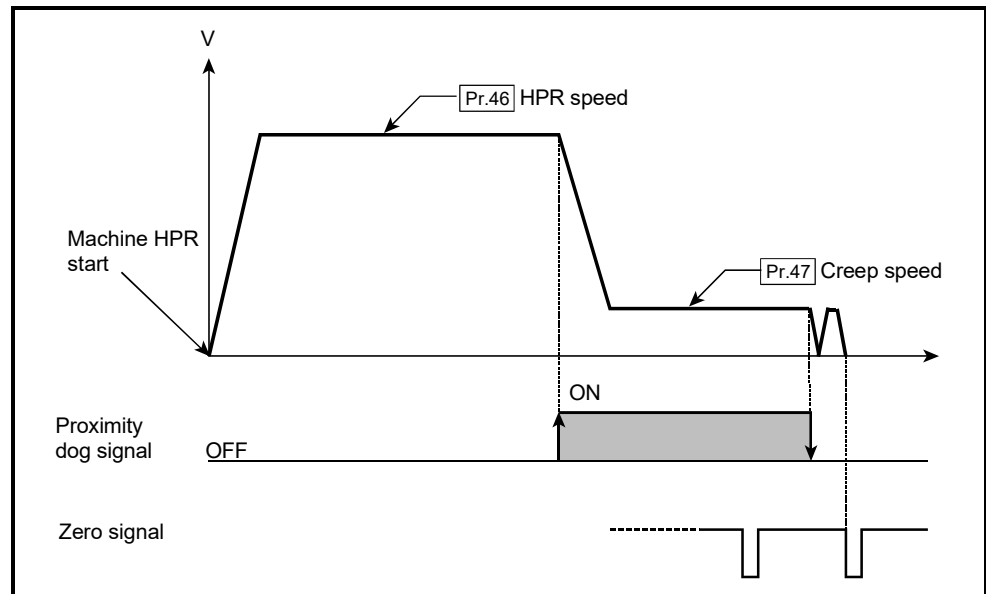 V
Pr.46 HPR speed
Machine HPR
start
Pr.47 Creep speed
ON
Proximity
dog signal
OFF
Zero signal